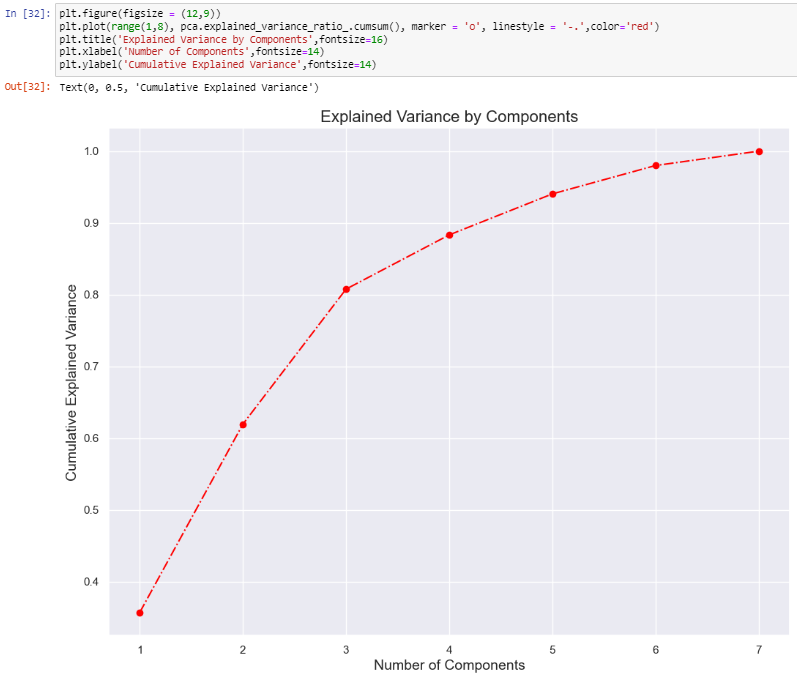 In [32]: plt.figure(figsize = (12,9))
plt.plot(range(1,8), pca.explained_variance_ratio_.cumsum(), marker = 'o', linestyle = '-.',color='red')
plt.title('Explained Variance by Components',fontsize=16)
plt.xlabel('Number of Components',fontsize=14)
plt.ylabel('Cumulative Explained Variance',fontsize=14)
Out[32]: Text(0, 0.5, 'Cumulative Explained Variance')
Explained Variance by Components
1.0
0.9
0.8
0.7
0.6
0.5
0.4
Cumulative Explained Variance
1 2 3 4 5 6 7
Number of Components